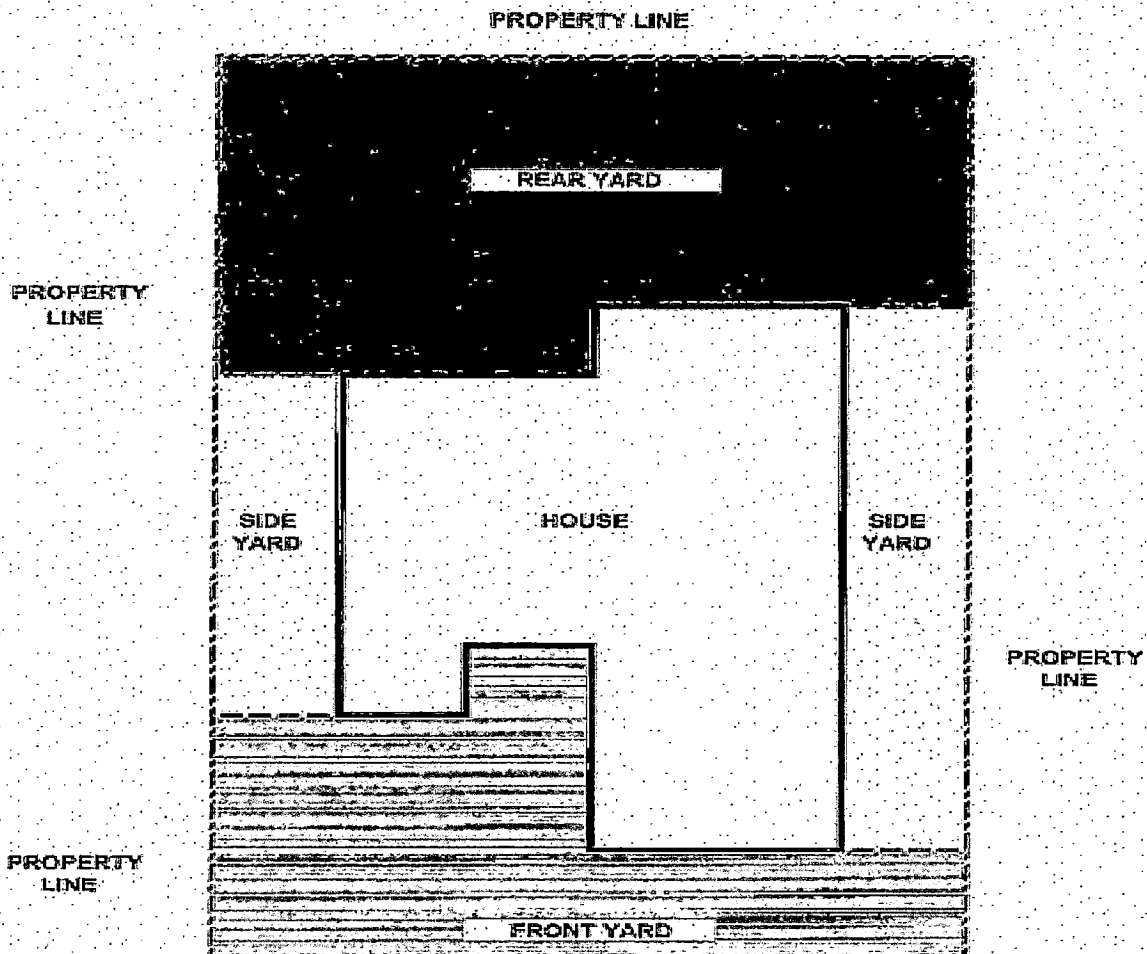 PROPERTY LINE
REAR YARD
PROPERTY
LINE
SIDE
YARD
HOUSE
SIDE
YARD
PROPERTY
LINE
PROPERTY
LINE
FRONT YARD